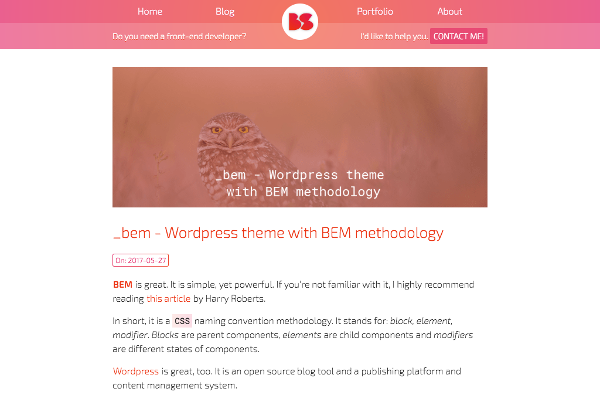 Home Blog BS Portfolio About
Do you need a front-end developer? I'd like to help you. CONTACT ME!
_bem - Wordpress theme
with BEM methodology
_bem - Wordpress theme with BEM methodology
On: 2017-05-27
BEM is great. It is simple, yet powerful. If you're not familiar with it, I highly recommend
reading this article by Harry Roberts.
In short, it is a CSS naming convention methodology. It stands for: block, element,
modifier. Blocks are parent components, elements are child components and modifiers
are different states of components.
Wordpress is great, too. It is an open source blog tool and a publishing platform and
content management system.